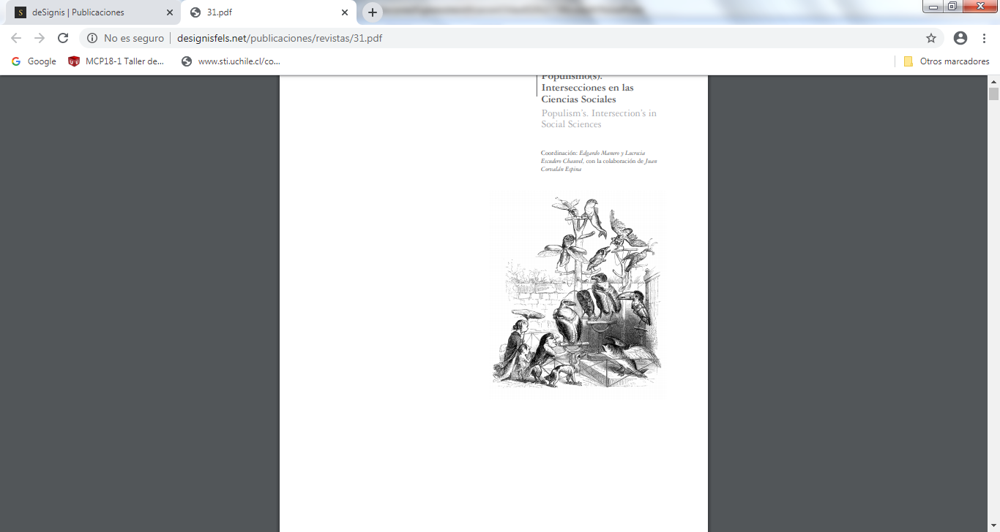 deSignis | Publicaciones
31.pdf
No es seguro
designisfels.net/publicaciones/revistas/31.pdf
Google
MCP18-1 Taller de...
www.sti.uchile.cl/co...
Otros marcadores
Populismo(s).
Intersecciones en las
Ciencias Sociales
Populism's. Intersection's in
Social Sciences
Coordinación: Edgardo Manero y Lucrecia
Escudero Chauvel, con la colaboración de Juan
Corvalán Espina